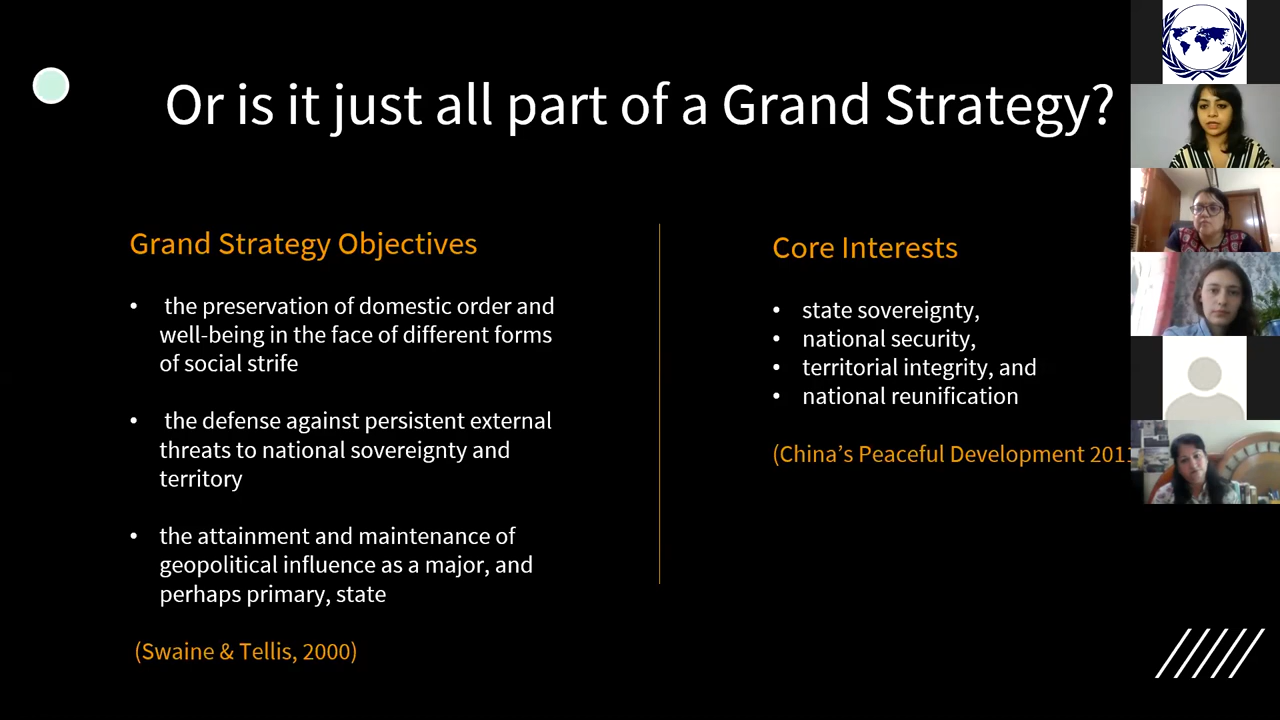 Or is it just all part of a Grand Strategy?
Grand Strategy Objectives
• the preservation of domestic order and
well-being in the face of different forms
of social strife
• the defense against persistent external
threats to national sovereignty and
territory
• the attainment and maintenance of
geopolitical influence as a major, and
perhaps primary, state
(Swaine & Tellis, 2000)
Core Interests
• state sovereignty,
• national security,
• territorial integrity, and
• national reunification
(China’s Peaceful Development